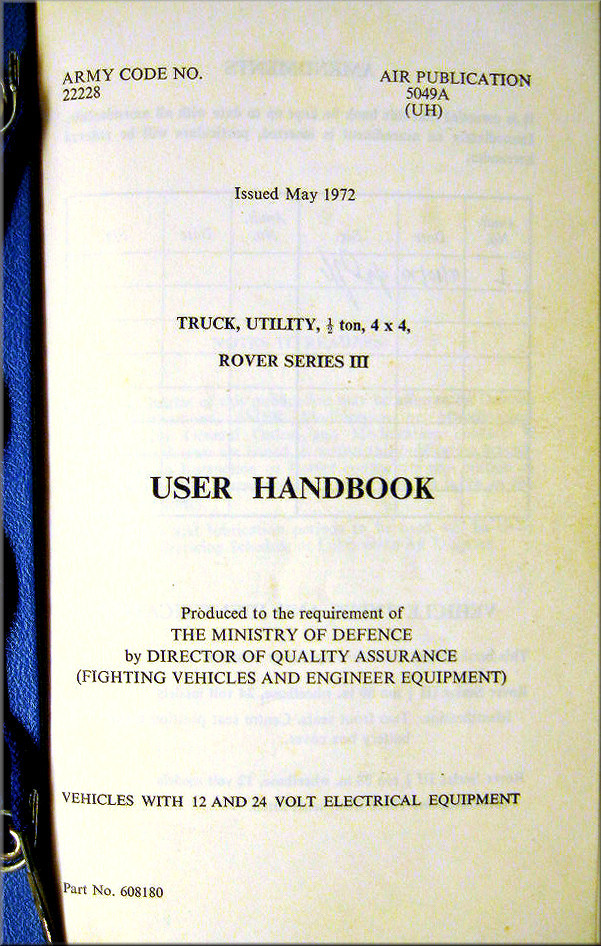 ARMY CODE NO.
22228
AIR PUBLICATION
5049A
(UH)
Issued May 1972
TRUCK, UTILITY, ½ ton, 4 x 4,
ROVER SERIES III
USER HANDBOOK
Produced to the requirement of
THE MINISTRY OF DEFENCE
by DIRECTOR OF QUALITY ASSURANCE
(FIGHTING VEHICLES AND ENGINEER EQUIPMENT)
VEHICLES WITH 12 AND 24 VOLT ELECTRICAL EQUIPMENT
Part No. 608180